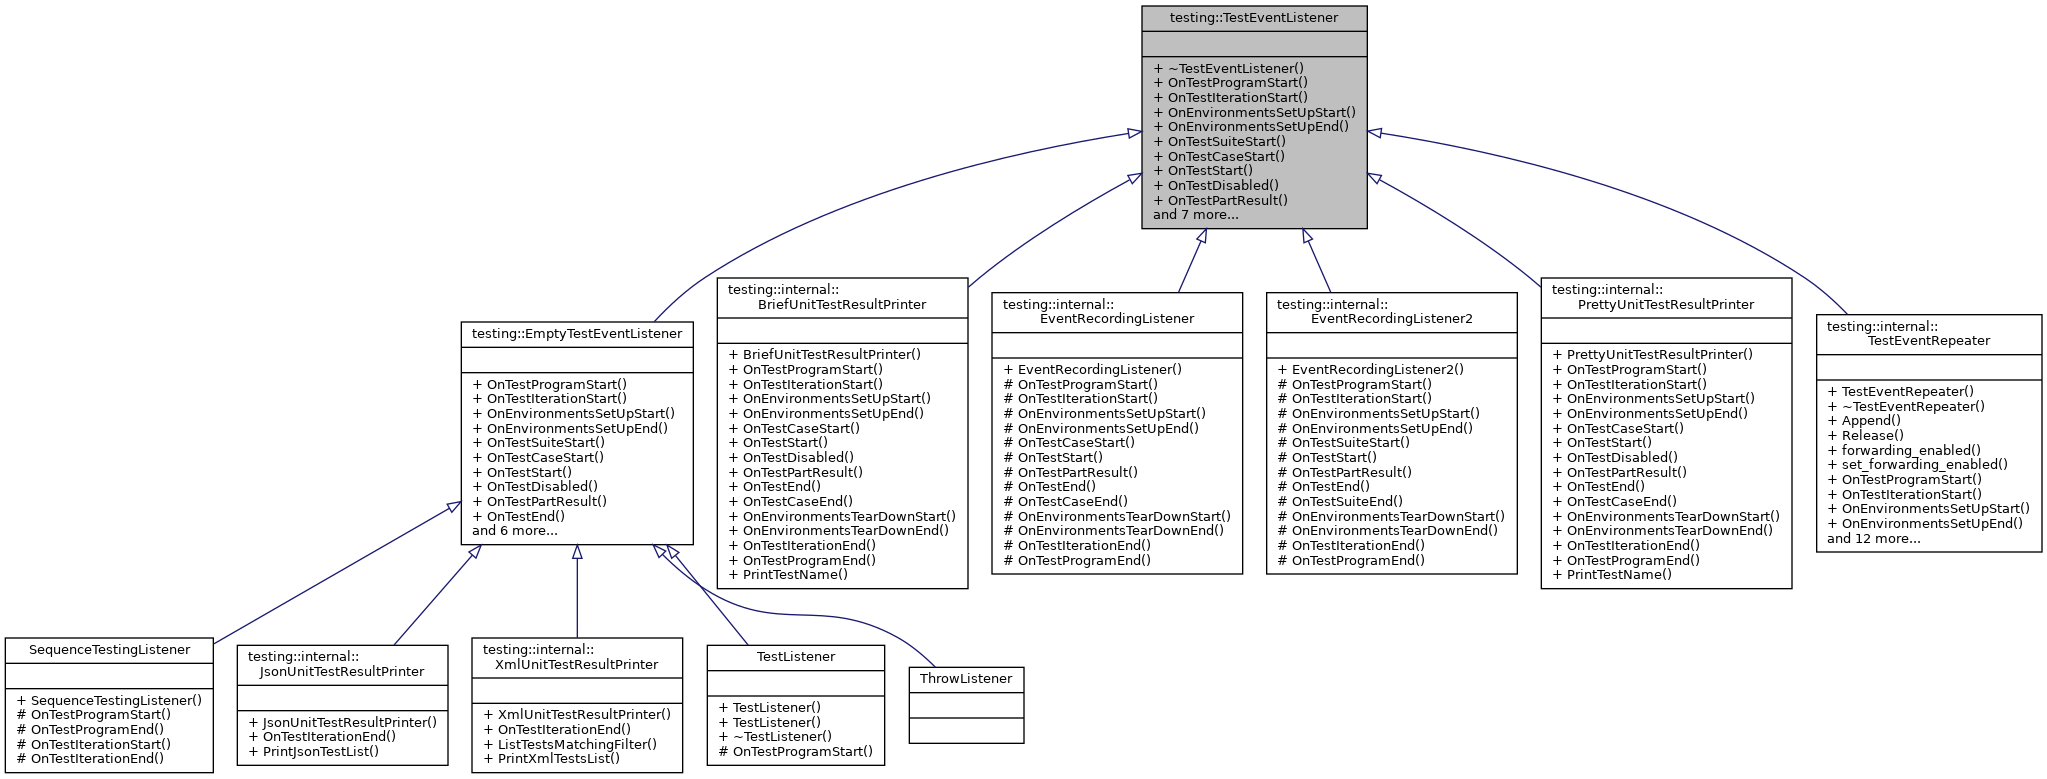 testing::TestEventListener
+ ~TestEventListener()
+ OnTestProgramStart()
+ OnTestIterationStart()
+ OnEnvironmentsSetUpStart()
+ OnEnvironmentsSetUpEnd()
+ OnTestSuiteStart()
+ OnTestCaseStart()
+ OnTestStart()
+ OnTestDisabled()
+ OnTestPartResult()
and 7 more...
testing::EmptyTestEventListener
+ OnTestProgramStart()
+ OnTestIterationStart()
+ OnEnvironmentsSetUpStart()
+ OnEnvironmentsSetUpEnd()
+ OnTestSuiteStart()
+ OnTestCaseStart()
+ OnTestStart()
+ OnTestDisabled()
+ OnTestPartResult()
+ OnTestEnd()
and 6 more...
testing::internal::
BriefUnitTestResultPrinter
+ BriefUnitTestResultPrinter()
+ OnTestProgramStart()
+ OnTestIterationStart()
+ OnEnvironmentsSetUpStart()
+ OnEnvironmentsSetUpEnd()
+ OnTestCaseStart()
+ OnTestStart()
+ OnTestDisabled()
+ OnTestPartResult()
+ OnTestEnd()
+ OnTestCaseEnd()
+ OnEnvironmentsTearDownStart()
+ OnEnvironmentsTearDownEnd()
+ OnTestIterationEnd()
+ OnTestProgramEnd()
+ PrintTestName()
testing::internal::
EventRecordingListener
+ EventRecordingListener()
# OnTestProgramStart()
# OnTestIterationStart()
# OnEnvironmentsSetUpStart()
# OnEnvironmentsSetUpEnd()
# OnTestCaseStart()
# OnTestStart()
# OnTestPartResult()
# OnTestEnd()
# OnTestCaseEnd()
# OnEnvironmentsTearDownStart()
# OnEnvironmentsTearDownEnd()
# OnTestIterationEnd()
# OnTestProgramEnd()
testing::internal::
EventRecordingListener2
+ EventRecordingListener2()
# OnTestProgramStart()
# OnTestIterationStart()
# OnEnvironmentsSetUpStart()
# OnEnvironmentsSetUpEnd()
# OnTestSuiteStart()
# OnTestStart()
# OnTestPartResult()
# OnTestEnd()
# OnTestSuiteEnd()
# OnEnvironmentsTearDownStart()
# OnEnvironmentsTearDownEnd()
# OnTestIterationEnd()
# OnTestProgramEnd()
testing::internal::
PrettyUnitTestResultPrinter
+ PrettyUnitTestResultPrinter()
+ OnTestProgramStart()
+ OnTestIterationStart()
+ OnEnvironmentsSetUpStart()
+ OnEnvironmentsSetUpEnd()
+ OnTestCaseStart()
+ OnTestStart()
+ OnTestDisabled()
+ OnTestPartResult()
+ OnTestEnd()
+ OnTestCaseEnd()
+ OnEnvironmentsTearDownStart()
+ OnEnvironmentsTearDownEnd()
+ OnTestIterationEnd()
+ OnTestProgramEnd()
+ PrintTestName()
testing::internal::
TestEventRepeater
+ TestEventRepeater()
+ ~TestEventRepeater()
+ Append()
+ Release()
+ forwarding_enabled()
+ set_forwarding_enabled()
+ OnTestProgramStart()
+ OnTestIterationStart()
+ OnEnvironmentsSetUpStart()
+ OnEnvironmentsSetUpEnd()
and 12 more...
SequenceTestingListener
+ SequenceTestingListener()
# OnTestProgramStart()
# OnTestProgramEnd()
# OnTestIterationStart()
# OnTestIterationEnd()
testing::internal::
JsonUnitTestResultPrinter
+ JsonUnitTestResultPrinter()
+ OnTestIterationEnd()
+ PrintJsonTestList()
testing::internal::
XmlUnitTestResultPrinter
+ XmlUnitTestResultPrinter()
+ OnTestIterationEnd()
+ ListTestsMatchingFilter()
+ PrintXmlTestsList()
TestListener
+ TestListener()
+ TestListener()
+ ~TestListener()
# OnTestProgramStart()
ThrowListener